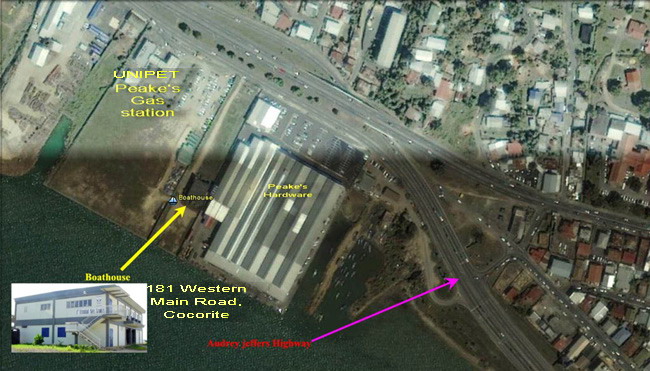 UNIPET
Peake's
Gas
station
Peake's
Hardware
Boathouse
Boathouse
181 Western
Main Road,
Cocorite
Audrey jeffers Highway